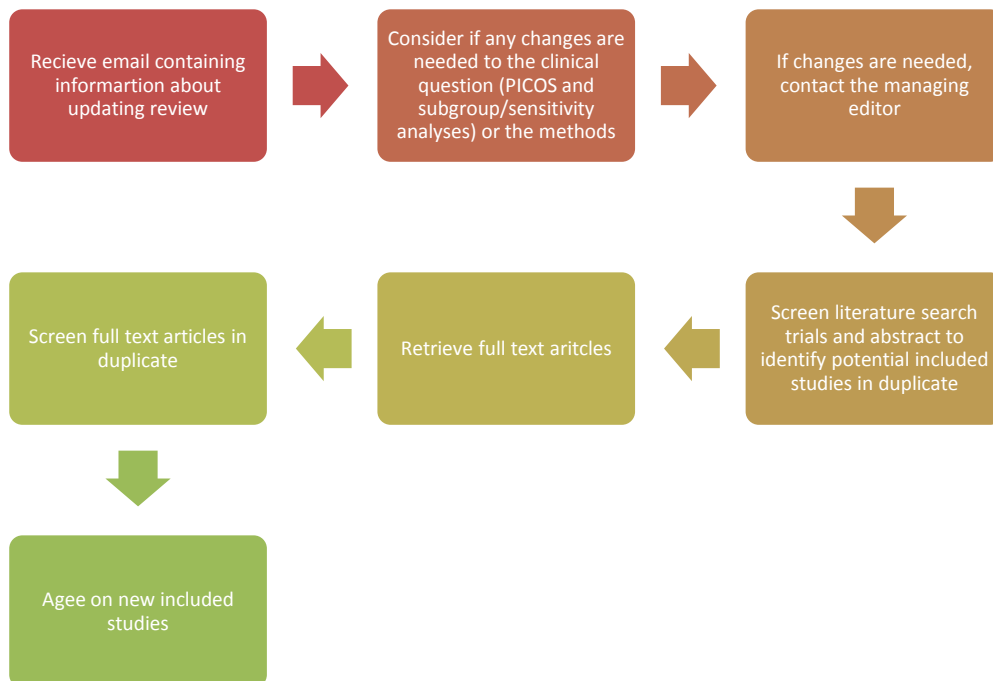 Recieve email containing
informartion about
updating review
Consider if any changes are
needed to the clinical
question (PICOS and
subgroup/sensitivity
analyses) or the methods
If changes are needed,
contact the managing
editor
Screen literature search
trials and abstract to
identify potential included
studies in duplicate
Retrieve full text aritcles
Screen full text articles in
duplicate
Agee on new included
studies